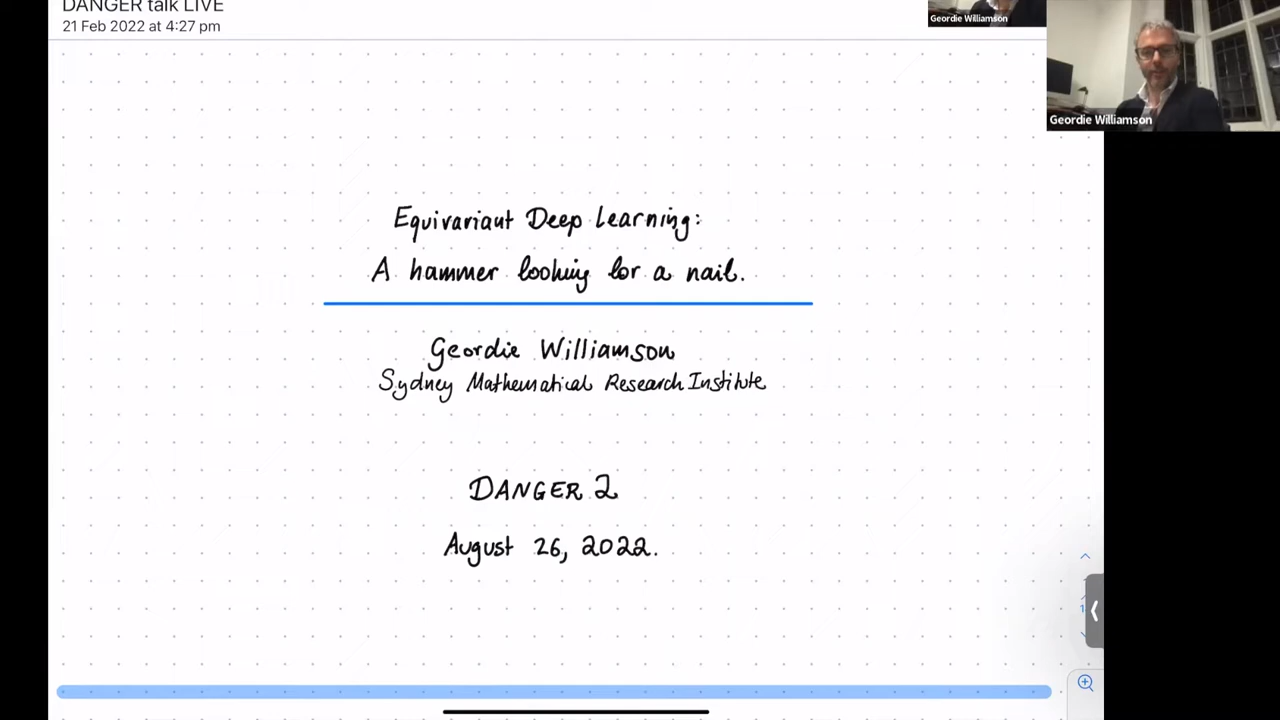 DANGER talk LIVE
21 Feb 2022 at 4:27 pm
Geordie Williamson
Geordie Williamson
Equivariant Deep Learning:
A hammer looking for a nail.
Geordie Williamson
Sydney Mathematical Research Institute
DANGER 2
August 26, 2022.